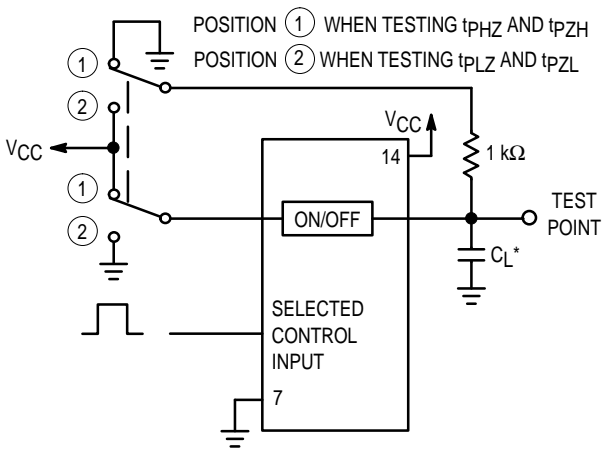 POSITION 1 WHEN TESTING tPHZ AND tPZH
POSITION 2 WHEN TESTING tPLZ AND tPZL
1
2
VCC
1
2
VCC
14
1 kΩ
ON/OFF
TEST
POINT
CL*
SELECTED
CONTROL
INPUT
7